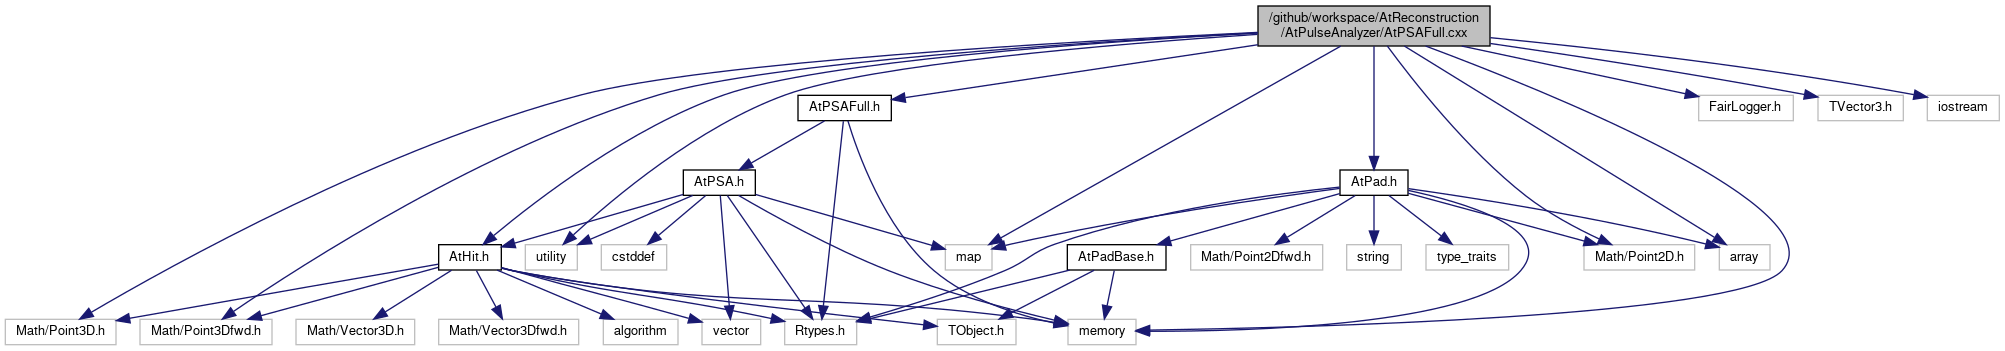 /github/workspace/AtReconstruction
/AtPulseAnalyzer/AtPSAFull.cxx
AtPSAFull.h
FairLogger.h
TVector3.h
iostream
AtPSA.h
AtPad.h
AtHit.h
utility
cstddef
map
AtPadBase.h
Math/Point2Dfwd.h
string
type_traits
Math/Point2D.h
array
Math/Point3D.h
Math/Point3Dfwd.h
Math/Vector3D.h
Math/Vector3Dfwd.h
algorithm
vector
Rtypes.h
TObject.h
memory